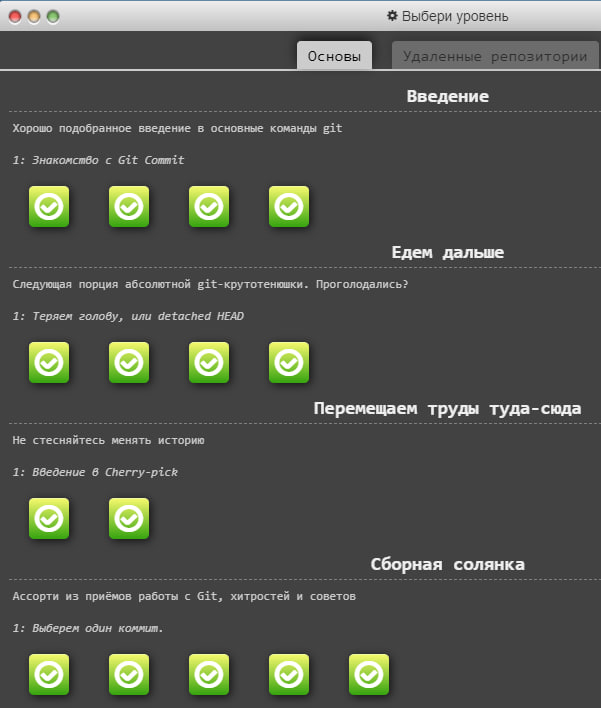 Выбери уровень
Основы
Удаленные репозитории
Введение
Хорошо подобранное введение в основные команды git
1: Знакомство с Git Commit
Едем дальше
Следующая порция абсолютной git-крутотенюшки. Проголодались?
1: Теряем голову, или detached HEAD
Перемещаем труды туда-сюда
Не стесняйтесь менять историю
1: Введение в Cherry-pick
Сборная солянка
Ассорти из приёмов работы с Git, хитростей и советов
1: Выберем один коммит.